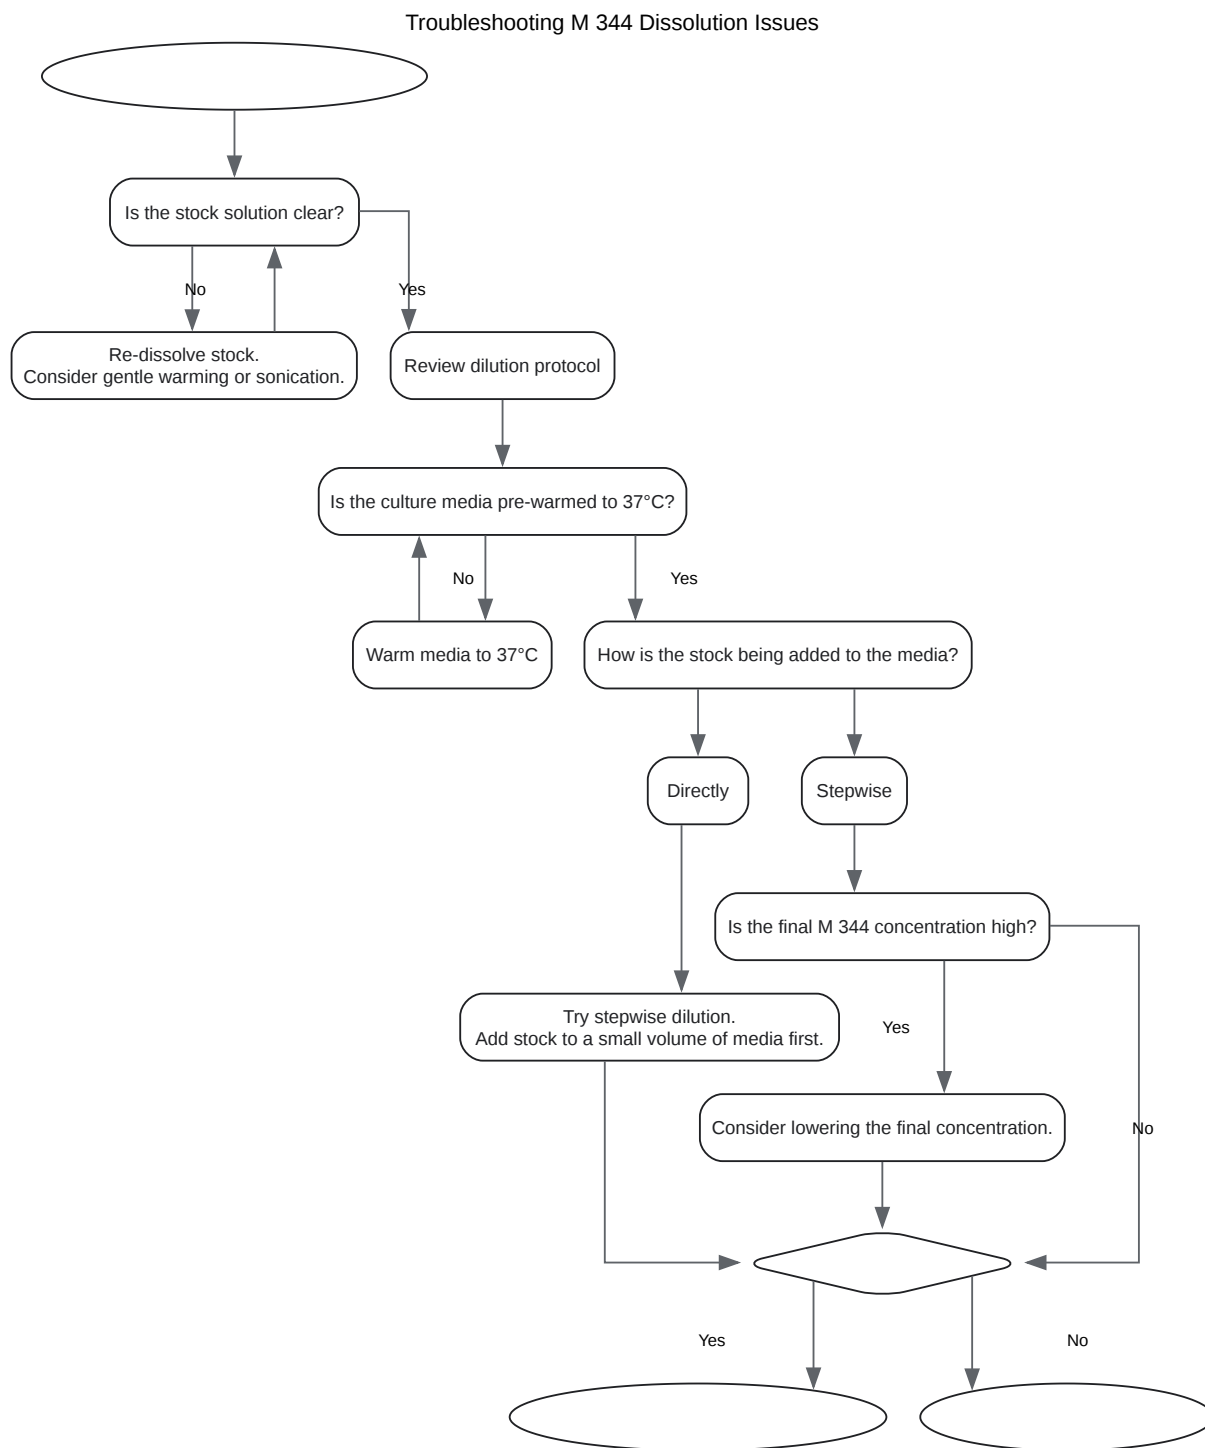 Troubleshooting M 344 Dissolution Issues
Is the stock solution clear?
No
Yes
Re-dissolve stock.
Consider gentle warming or sonication.
Review dilution protocol
Is the culture media pre-warmed to 37°C?
No
Yes
Warm media to 37°C
How is the stock being added to the media?
Directly
Stepwise
Is the final M 344 concentration high?
Try stepwise dilution.
Add stock to a small volume of media first.
Yes
Consider lowering the final concentration.
No
Yes
No